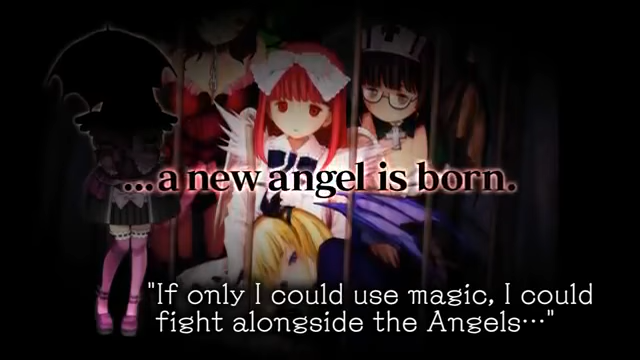 ...a new angel is born.
"If only I could use magic, I could
fight alongside the Angels…"